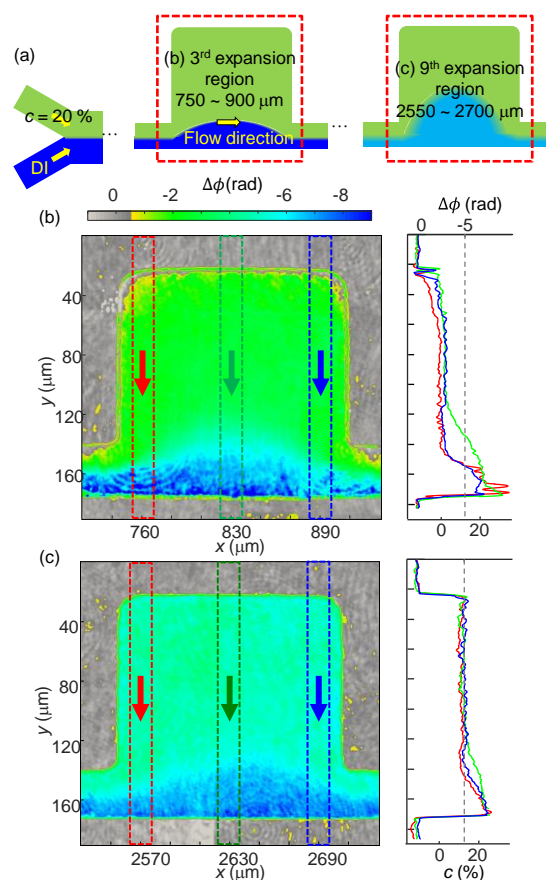 (a)
(b) 3rd expansion
region
750 ~ 900 μm
(c) 9th expansion
region
2550 ~ 2700 μm
c = 20 %
...
...
Flow direction
DI
Δϕ(rad)
0 -2 -4 -6 -8
Δϕ (rad)
0 -5
(b)
40
80
120
160
y (μm)
760 830 890
x (μm)
0 20
(c)
40
80
120
160
y (μm)
2570 2630 2690
x (μm)
0 20
c (%)